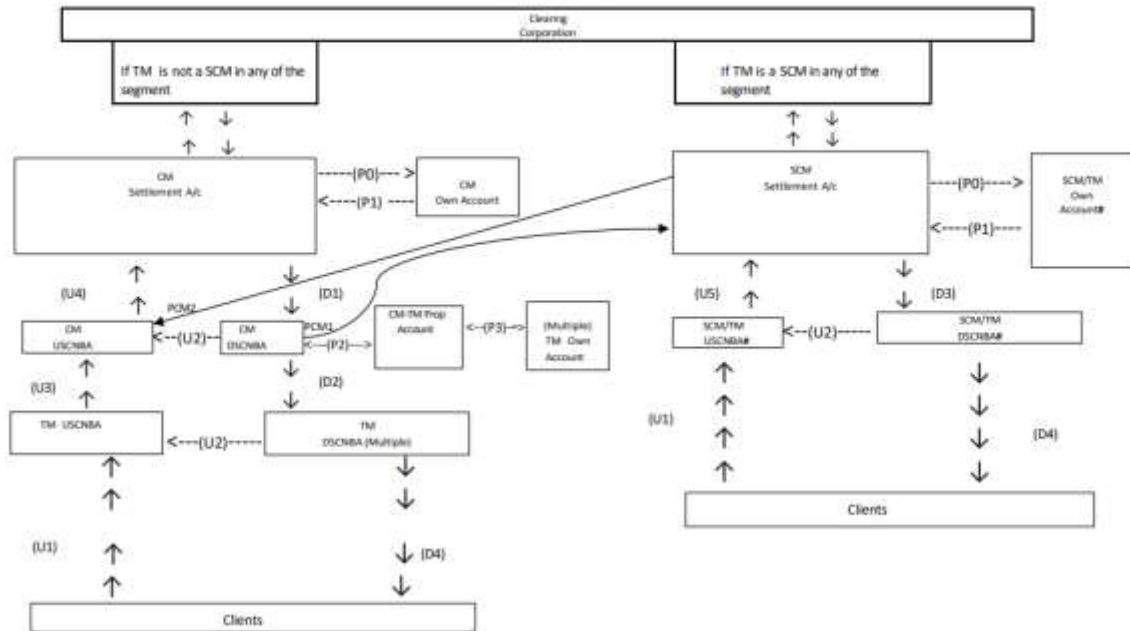 Clearing
Corporation
If TM is not a SCM in any of the
segment
If TM is a SCM in any of the
segment
CM
Settlement A/c
(P0)
(P1)
CM
Own Account
SCM
Settlement A/c
(P0)
(P1)
SCM/TM
Own
Account#
(U4)
(D1)
PCM2
PCM1
CM
USCNBA
(U2)
CM
DSCNBA
(P2)
CM-TM Prop
Account
(P3)
(Multiple)
TM Own
Account
(U5)
(D3)
SCM/TM
USCNBA#
(U2)
SCM/TM
DSCNBA#
(U3)
(D2)
TM USCNBA
(U2)
TM
DSCNBA (Multiple)
(U1)
(D4)
Clients
(U1)
(D4)
Clients